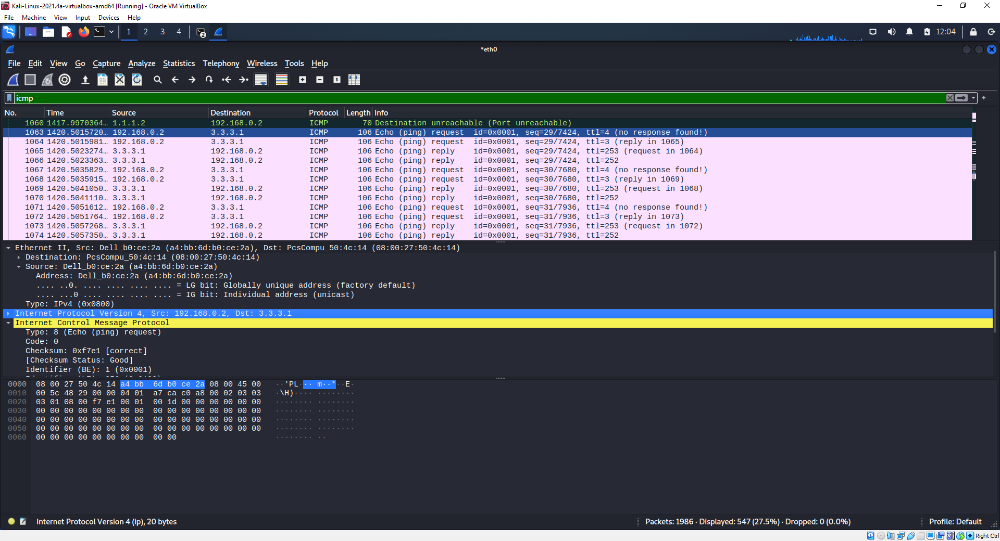 Kali-Linux-2021.4a-virtualbox-amd64 [Running] - Oracle VM VirtualBox
File Machine View Input Devices Help
1 2 3 4 2 12:04
*eth0
File Edit View Go Capture Analyze Statistics Telephony Wireless Tools Help
icmp
No. Time Source Destination Protocol Length Info
1060 1417.9970364… 1.1.1.2 192.168.0.2 ICMP 70 Destination unreachable (Port unreachable)
1063 1420.5015720… 192.168.0.2 3.3.3.1 ICMP 106 Echo (ping) request id=0x0001, seq=29/7424, ttl=4 (no response found!)
1064 1420.5015981… 192.168.0.2 3.3.3.1 ICMP 106 Echo (ping) request id=0x0001, seq=29/7424, ttl=3 (reply in 1065)
1065 1420.5023274… 3.3.3.1 192.168.0.2 ICMP 106 Echo (ping) reply id=0x0001, seq=29/7424, ttl=253 (request in 1064)
1066 1420.5023363… 3.3.3.1 192.168.0.2 ICMP 106 Echo (ping) reply id=0x0001, seq=29/7424, ttl=252
1067 1420.5035829… 192.168.0.2 3.3.3.1 ICMP 106 Echo (ping) request id=0x0001, seq=30/7680, ttl=4 (no response found!)
1068 1420.5035915… 192.168.0.2 3.3.3.1 ICMP 106 Echo (ping) request id=0x0001, seq=30/7680, ttl=3 (reply in 1069)
1069 1420.5041050… 3.3.3.1 192.168.0.2 ICMP 106 Echo (ping) reply id=0x0001, seq=30/7680, ttl=253 (request in 1068)
1070 1420.5041110… 3.3.3.1 192.168.0.2 ICMP 106 Echo (ping) reply id=0x0001, seq=30/7680, ttl=252
1071 1420.5051612… 192.168.0.2 3.3.3.1 ICMP 106 Echo (ping) request id=0x0001, seq=31/7936, ttl=4 (no response found!)
1072 1420.5051764… 192.168.0.2 3.3.3.1 ICMP 106 Echo (ping) request id=0x0001, seq=31/7936, ttl=3 (reply in 1073)
1073 1420.5057268… 3.3.3.1 192.168.0.2 ICMP 106 Echo (ping) reply id=0x0001, seq=31/7936, ttl=253 (request in 1072)
1074 1420.5057350… 3.3.3.1 192.168.0.2 ICMP 106 Echo (ping) reply id=0x0001, seq=31/7936, ttl=252
Ethernet II, Src: Dell_b0:ce:2a (a4:bb:6d:b0:ce:2a), Dst: PcsCompu_50:4c:14 (08:00:27:50:4c:14)
Destination: PcsCompu_50:4c:14 (08:00:27:50:4c:14)
Source: Dell_b0:ce:2a (a4:bb:6d:b0:ce:2a)
Address: Dell_b0:ce:2a (a4:bb:6d:b0:ce:2a)
.... ..0. .... .... .... .... = LG bit: Globally unique address (factory default)
.... ...0 .... .... .... .... = IG bit: Individual address (unicast)
Type: IPv4 (0x0800)
Internet Protocol Version 4, Src: 192.168.0.2, Dst: 3.3.3.1
Internet Control Message Protocol
Type: 8 (Echo (ping) request)
Code: 0
Checksum: 0xf7e1 [correct]
[Checksum Status: Good]
Identifier (BE): 1 (0x0001)
0000 08 00 27 50 4c 14 a4 bb 6d b0 ce 2a 08 00 45 00 ··'PL··· m··*··E·
0010 00 5c 48 29 00 00 04 01 a7 ca c0 a8 00 02 03 03 ·\H)···· ········
0020 03 01 08 00 f7 e1 00 01 00 1d 00 00 00 00 00 00 ········ ········
0030 00 00 00 00 00 00 00 00 00 00 00 00 00 00 00 00 ········ ········
0040 00 00 00 00 00 00 00 00 00 00 00 00 00 00 00 00 ········ ········
0050 00 00 00 00 00 00 00 00 00 00 00 00 00 00 00 00 ········ ········
0060 00 00 00 00 00 00 00 00 00 00 ········ ··
Internet Protocol Version 4 (ip), 20 bytes Packets: 1986 · Displayed: 547 (27.5%) · Dropped: 0 (0.0%) Profile: Default
Right Ctrl